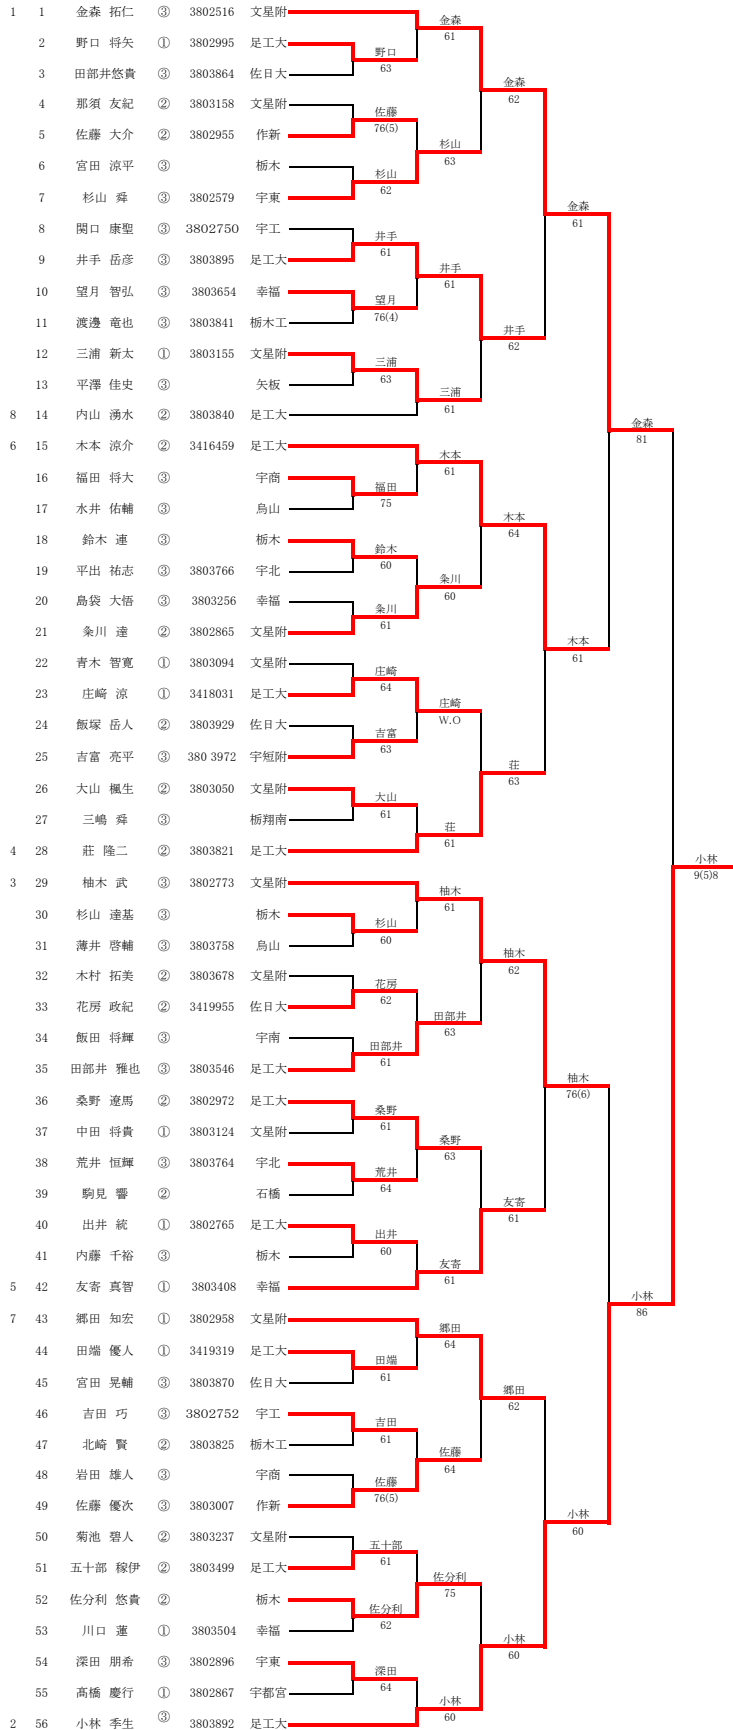 1 1 金森 拓仁 ③ 3802516 文星附
2 野口 将矢 ① 3802995 足工大
3 田部井悠貴 ③ 3803864 佐日大
4 那須 友紀 ② 3803158 文星附
5 佐藤 大介 ② 3802955 作新
6 宮田 涼平 ③ 栃木
7 杉山 舜 ③ 3802579 宇東
8 関口 康聖 ③ 3802750 宇工
9 井手 岳彦 ③ 3803895 足工大
10 望月 智弘 ③ 3803654 幸福
11 渡邊 竜也 ③ 3803841 栃木工
12 三浦 新太 ① 3803155 文星附
13 平澤 佳史 ③ 矢板
8 14 内山 湧水 ② 3803840 足工大
6 15 木本 涼介 ② 3416459 足工大
16 福田 将大 ③ 宇商
17 水井 佑輔 ③ 烏山
18 鈴木 連 ③ 栃木
19 平出 祐志 ③ 3803766 宇北
20 島袋 大悟 ③ 3803256 幸福
21 粂川 達 ② 3802865 文星附
22 青木 智寛 ① 3803094 文星附
23 庄﨑 涼 ① 3418031 足工大
24 飯塚 岳人 ② 3803929 佐日大
25 吉富 亮平 ③ 380 3972 宇短附
26 大山 楓生 ② 3803050 文星附
27 三嶋 舜 ③ 栃翔南
4 28 莊 隆二 ② 3803821 足工大
3 29 柚木 武 ③ 3802773 文星附
30 杉山 達基 ③ 栃木
31 薄井 啓輔 ③ 3803758 烏山
32 木村 拓美 ② 3803678 文星附
33 花房 政紀 ② 3419955 佐日大
34 飯田 将輝 ③ 宇南
35 田部井 雅也 ③ 3803546 足工大
36 桑野 遼馬 ② 3802972 足工大
37 中田 将貴 ① 3803124 文星附
38 荒井 恒輝 ③ 3803764 宇北
39 駒見 響 ② 石橋
40 出井 統 ① 3802765 足工大
41 内藤 千裕 ③ 栃木
5 42 友寄 真智 ① 3803408 幸福
7 43 郷田 知宏 ① 3802958 文星附
44 田端 優人 ① 3419319 足工大
45 宮田 晃輔 ③ 3803870 佐日大
46 吉田 巧 ③ 3802752 宇工
47 北崎 賢 ② 3803825 栃木工
48 岩田 雄人 ③ 宇商
49 佐藤 優次 ③ 3803007 作新
50 菊池 碧人 ② 3803237 文星附
51 五十部 稼伊 ② 3803499 足工大
52 佐分利 悠貴 ② 栃木
53 川口 蓮 ① 3803504 幸福
54 深田 朋希 ③ 3802896 宇東
55 髙橋 慶行 ① 3802867 宇都宮
2 56 小林 季生 ③ 3803892 足工大
野口
63
佐藤
76(5)
杉山
62
井手
61
望月
76(4)
三浦
63
福田
75
鈴木
60
粂川
61
庄崎
64
吉富
63
大山
61
杉山
60
花房
62
田部井
61
桑野
61
荒井
64
出井
60
田端
61
吉田
61
佐藤
76(5)
五十部
61
佐分利
62
深田
64
金森
61
杉山
63
井手
61
三浦
61
木本
61
粂川
60
庄崎
W.O
荘
61
柚木
61
田部井
63
桑野
63
友寄
61
郷田
64
佐藤
64
佐分利
75
小林
60
金森
62
井手
62
木本
64
荘
63
柚木
62
友寄
61
郷田
62
小林
60
金森
61
木本
61
柚木
76(6)
小林
60
金森
81
小林
86
小林
9(5)8